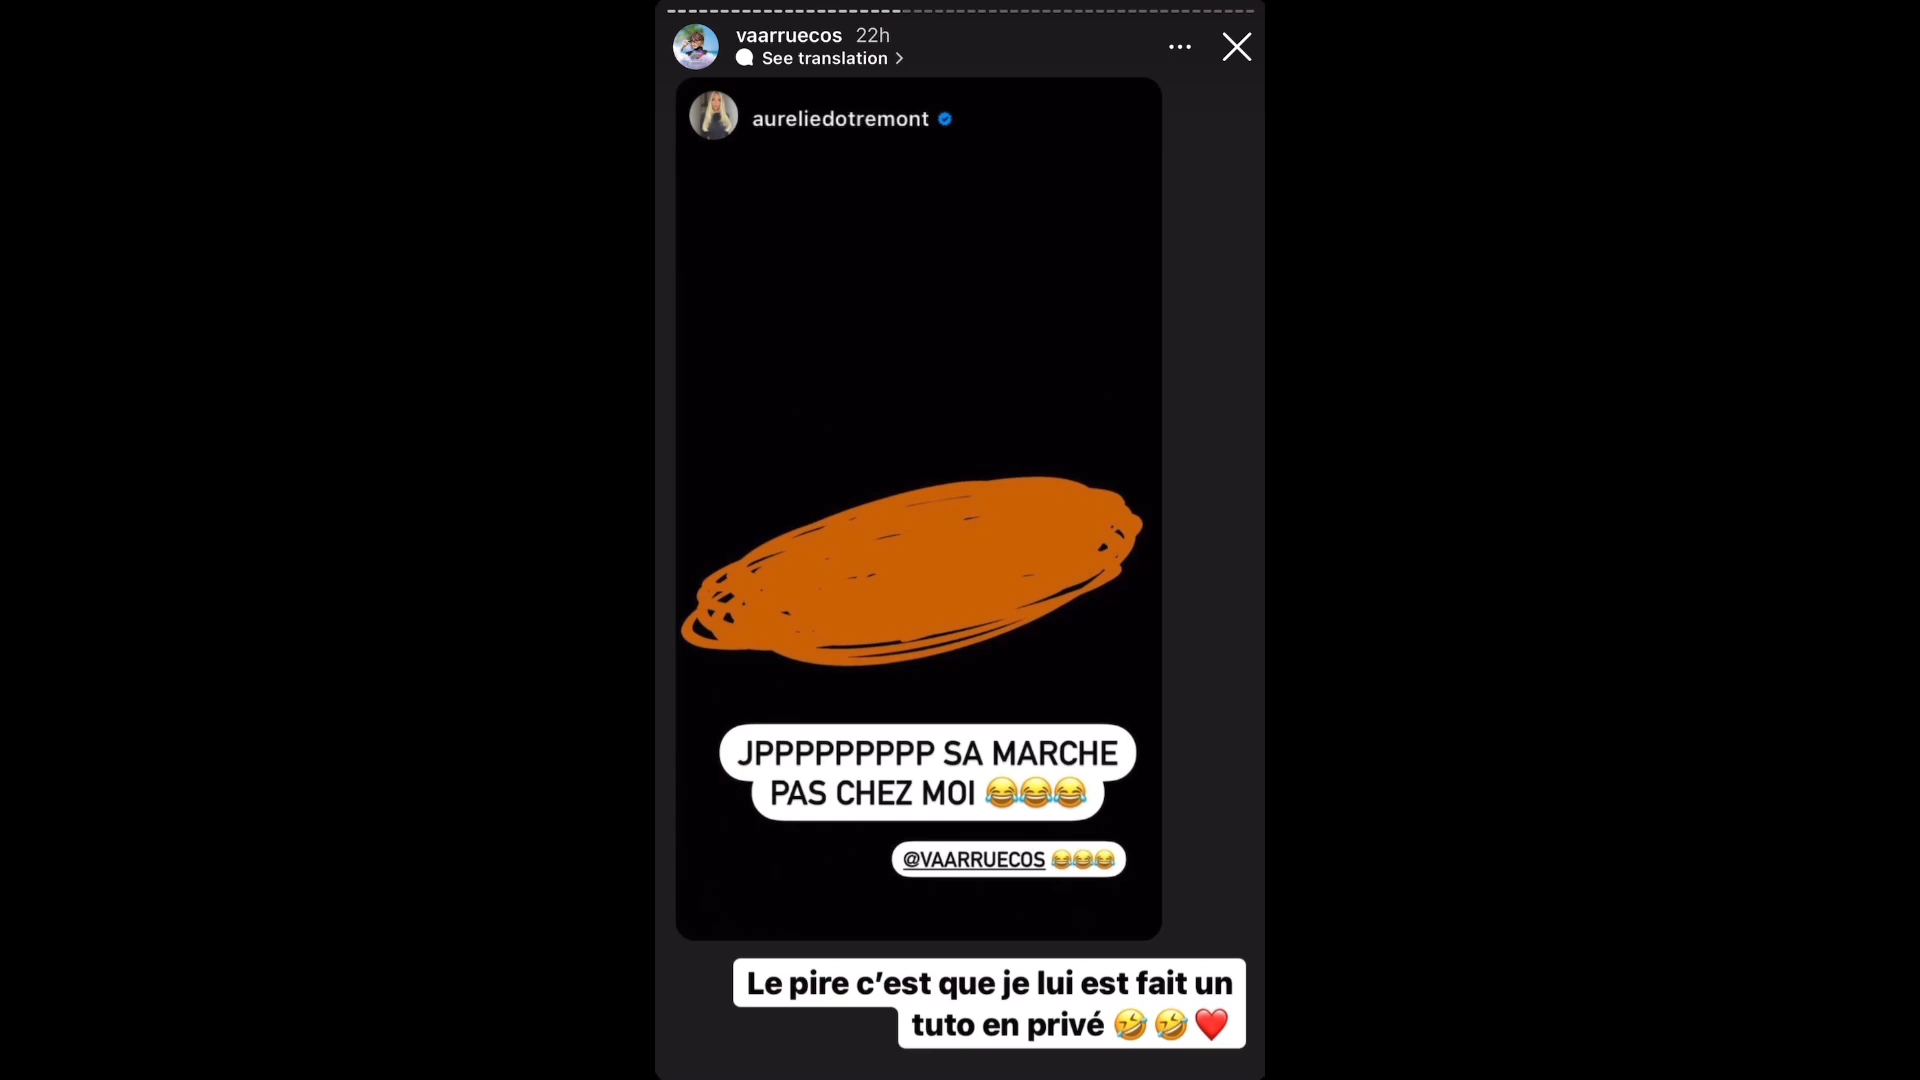 vaarruecos 22h
See translation
aureliedotremont
JPPPPPPPPP SA MARCHE
PAS CHEZ MOI 😂😂😂
@VAARRUECOS 😂😂😂
Le pire c’est que je lui est fait un
tuto en privé 🤣🤣❤️